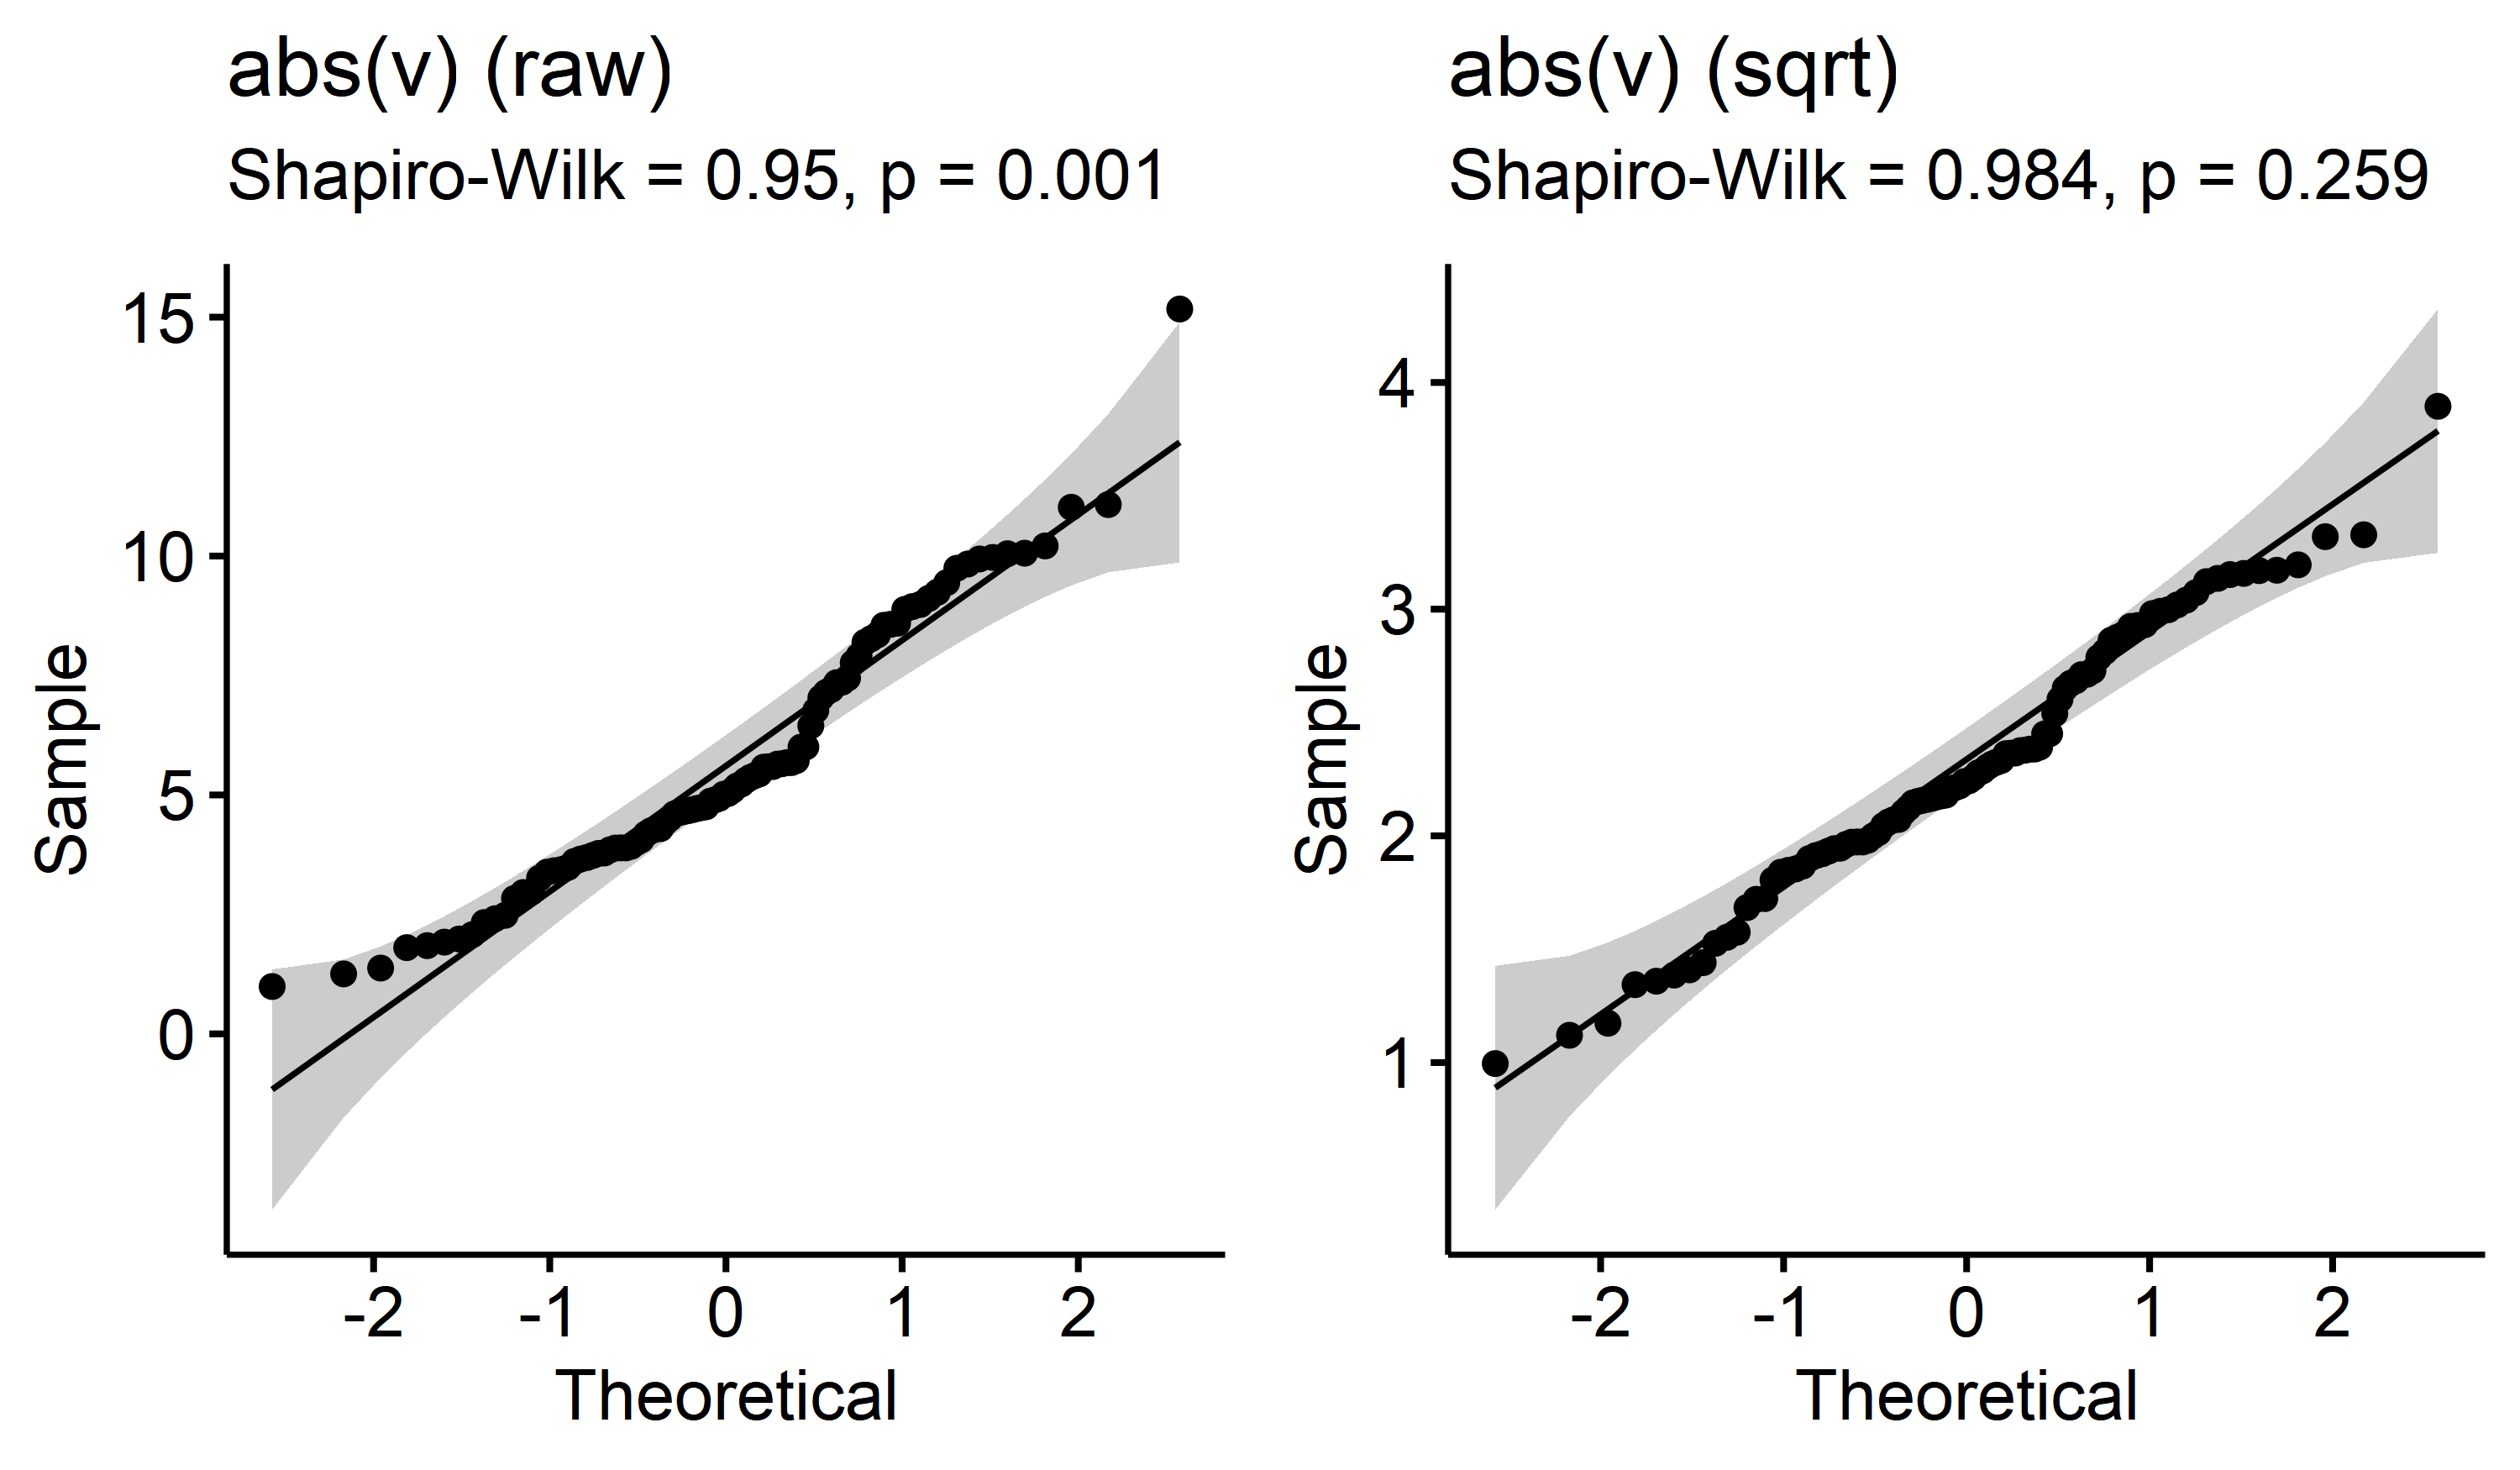 abs(v) (raw)
Shapiro-Wilk = 0.95, p = 0.001
Sample
15
10
5
0
-2 -1 0 1 2
Theoretical
abs(v) (sqrt)
Shapiro-Wilk = 0.984, p = 0.259
Sample
4
3
2
1
-2 -1 0 1 2
Theoretical